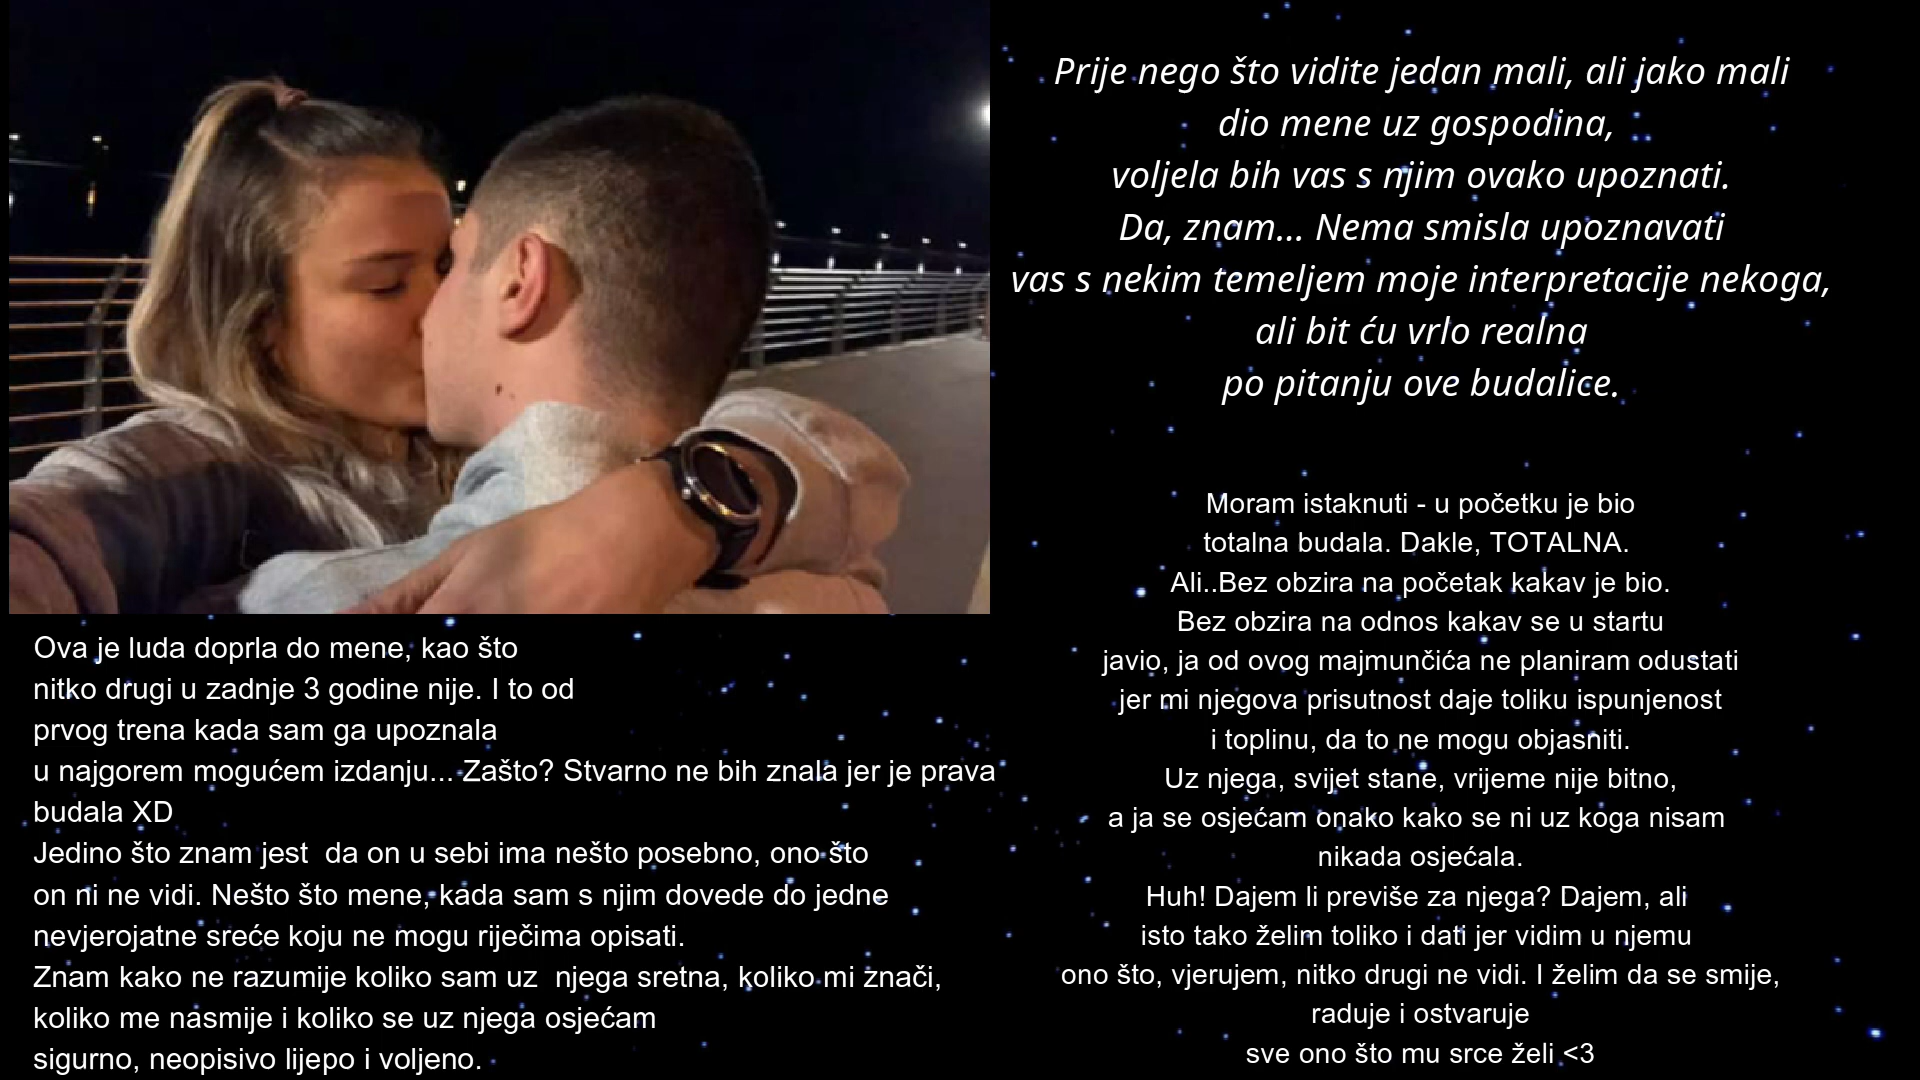 Prije nego što vidite jedan mali, ali jako mali
dio mene uz gospodina,
voljela bih vas s njim ovako upoznati.
Da, znam... Nema smisla upoznavati
vas s nekim temeljem moje interpretacije nekoga,
ali bit ću vrlo realna
po pitanju ove budalice.
Moram istaknuti - u početku je bio
totalna budala. Dakle, TOTALNA.
Ali..Bez obzira na početak kakav je bio.
Bez obzira na odnos kakav se u startu
javio, ja od ovog majmunčića ne planiram odustati
jer mi njegova prisutnost daje toliku ispunjenost
i toplinu, da to ne mogu objasniti.
Uz njega, svijet stane, vrijeme nije bitno,
a ja se osjećam onako kako se ni uz koga nisam
nikada osjećala.
Huh! Dajem li previše za njega? Dajem, ali
isto tako želim toliko i dati jer vidim u njemu
ono što, vjerujem, nitko drugi ne vidi. I želim da se smije,
raduje i ostvaruje
sve ono što mu srce želi <3
Ova je luda doprla do mene, kao što
nitko drugi u zadnje 3 godine nije. I to od
prvog trena kada sam ga upoznala
u najgorem mogućem izdanju... Zašto? Stvarno ne bih znala jer je prava
budala XD
Jedino što znam jest  da on u sebi ima nešto posebno, ono što
on ni ne vidi. Nešto što mene, kada sam s njim dovede do jedne
nevjerojatne sreće koju ne mogu riječima opisati.
Znam kako ne razumije koliko sam uz  njega sretna, koliko mi znači,
koliko me nasmije i koliko se uz njega osjećam
sigurno, neopisivo lijepo i voljeno.